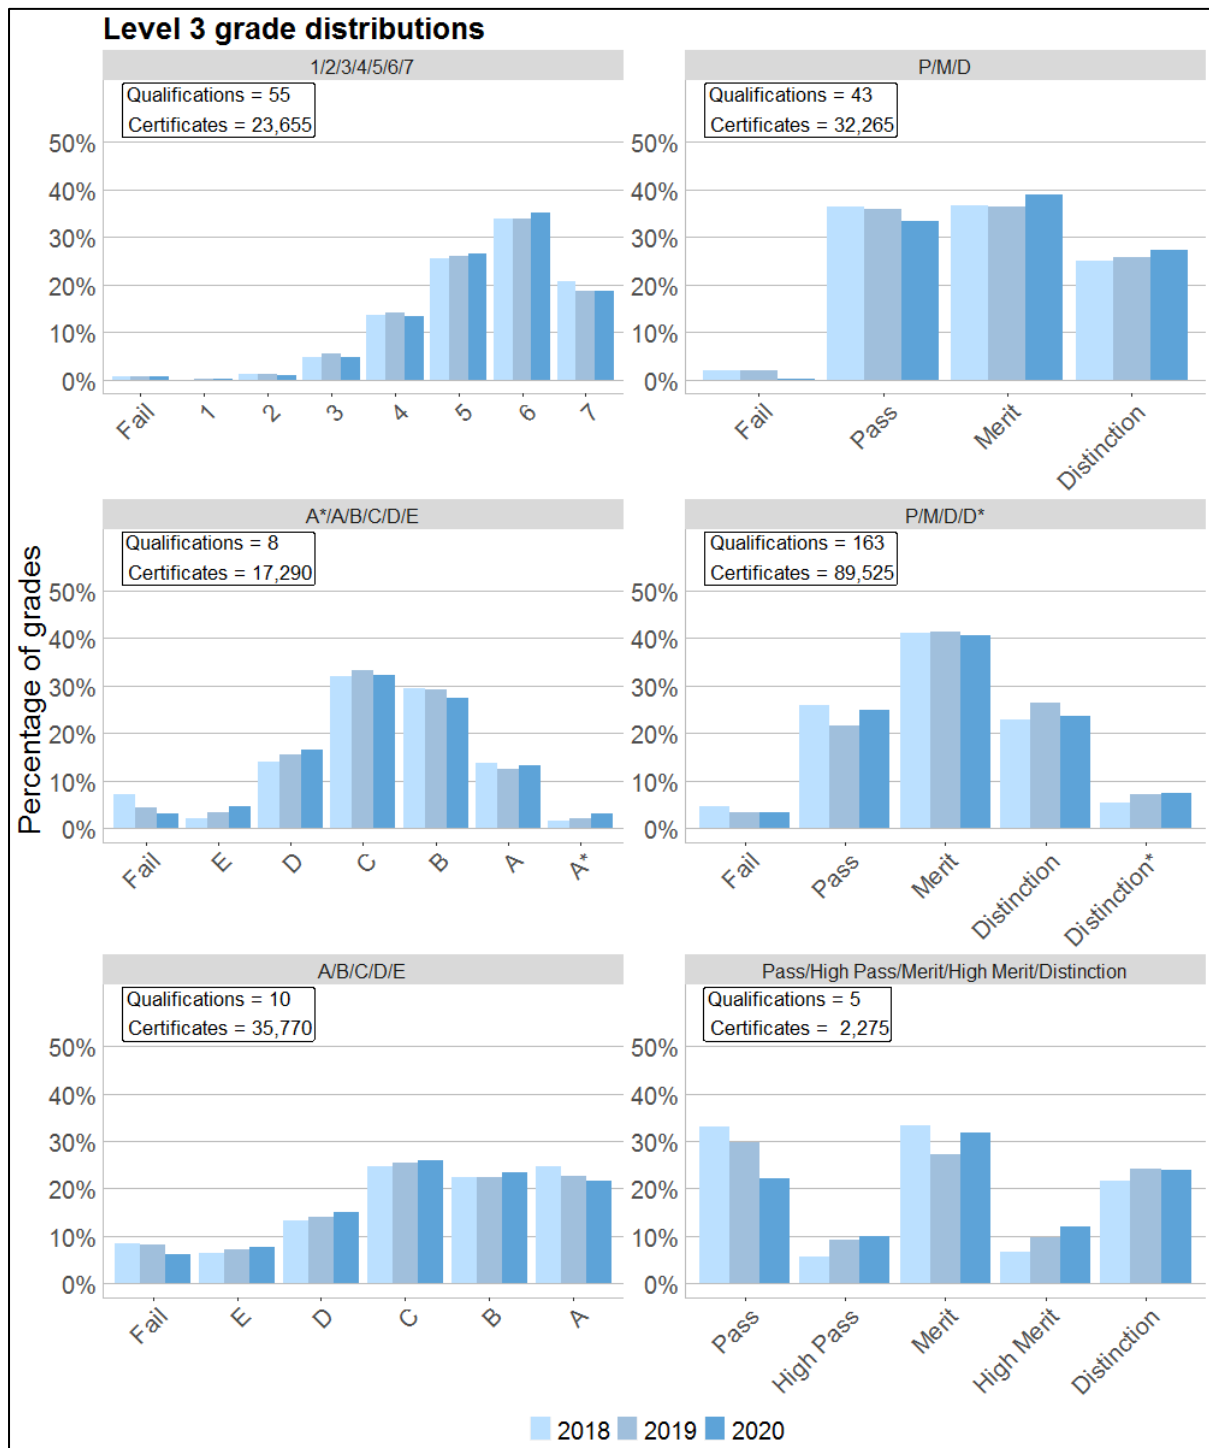 Level 3 grade distributions
1/2/3/4/5/6/7
Qualifications = 55
Certificates = 23,655
50%
40%
30%
20%
10%
0%
Fail
1
2
3
4
5
6
7
P/M/D
Qualifications = 43
Certificates = 32,265
50%
40%
30%
20%
10%
0%
Fail
Pass
Merit
Distinction
Percentage of grades
A*/A/B/C/D/E
Qualifications = 8
Certificates = 17,290
50%
40%
30%
20%
10%
0%
Fail
E
D
C
B
A
A*
P/M/D/D*
Qualifications = 163
Certificates = 89,525
50%
40%
30%
20%
10%
0%
Fail
Pass
Merit
Distinction
Distinction*
A/B/C/D/E
Qualifications = 10
Certificates = 35,770
50%
40%
30%
20%
10%
0%
Fail
E
D
C
B
A
Pass/High Pass/Merit/High Merit/Distinction
Qualifications = 5
Certificates = 2,275
50%
40%
30%
20%
10%
0%
Pass
High Pass
Merit
High Merit
Distinction
2018 2019 2020